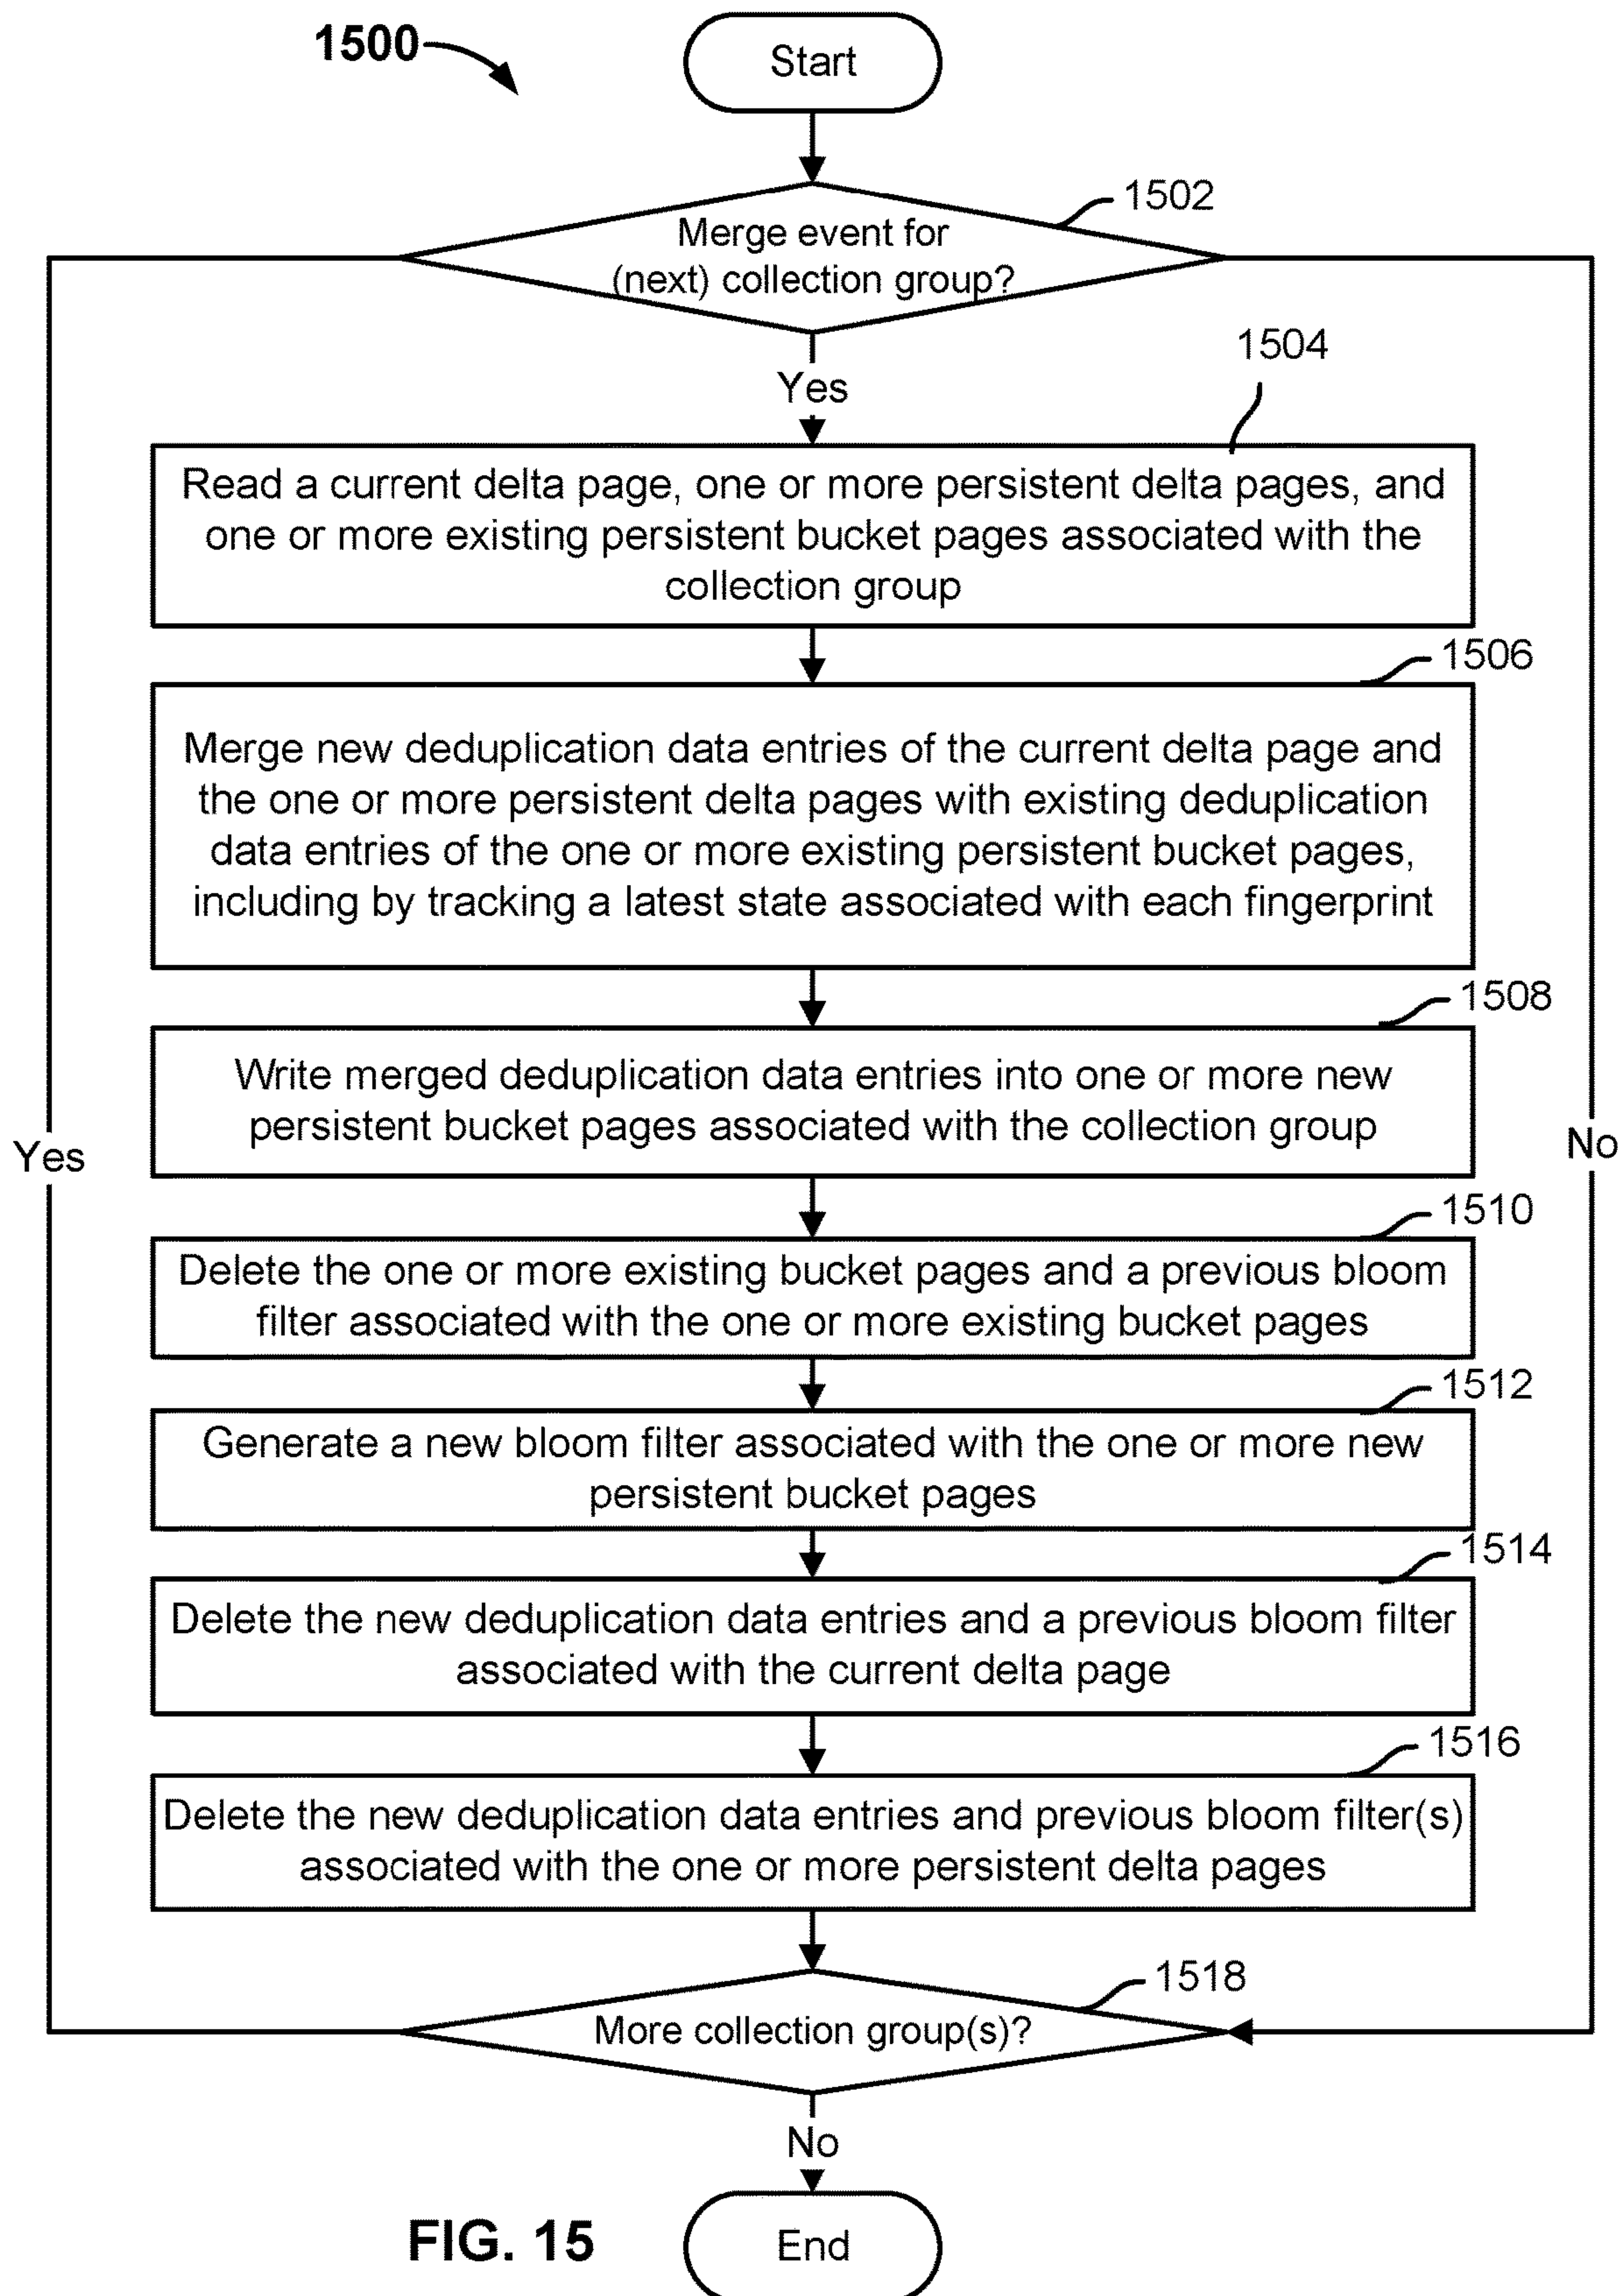 1500
Start
1502
Merge event for
(next) collection group?
1504
Yes
Read a current delta page, one or more persistent delta pages, and
one or more existing persistent bucket pages associated with the
collection group
1506
Merge new deduplication data entries of the current delta page and
the one or more persistent delta pages with existing deduplication
data entries of the one or more existing persistent bucket pages,
including by tracking a latest state associated with each fingerprint
1508
Write merged deduplication data entries into one or more new
persistent bucket pages associated with the collection group
Yes
No
1510
Delete the one or more existing bucket pages and a previous bloom
filter associated with the one or more existing bucket pages
1512
Generate a new bloom filter associated with the one or more new
persistent bucket pages
1514
Delete the new deduplication data entries and a previous bloom filter
associated with the current delta page
1516
Delete the new deduplication data entries and previous bloom filter(s)
associated with the one or more persistent delta pages
1518
More collection group(s)?
No
FIG. 15
End